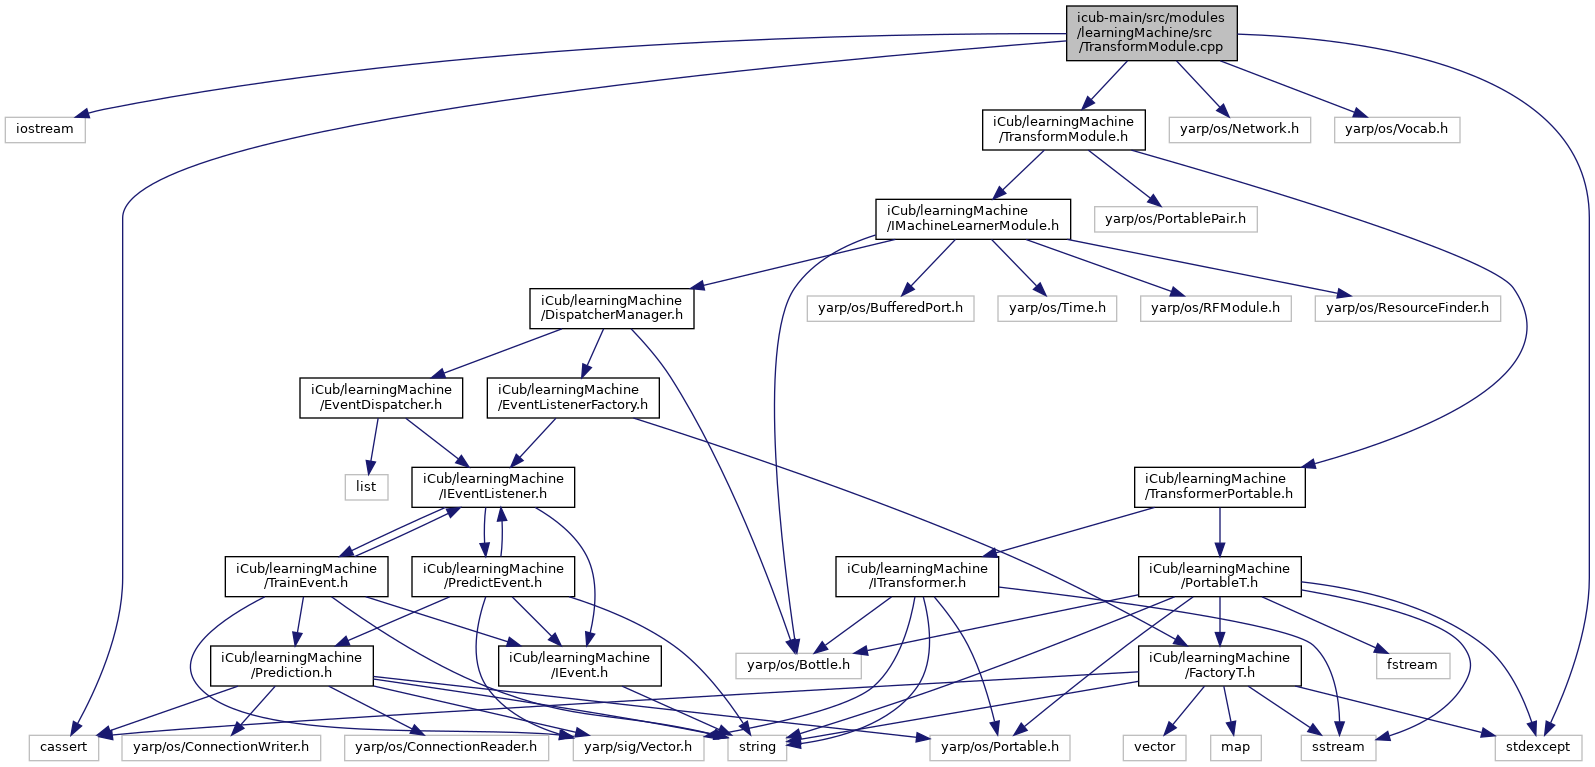 icub-main/src/modules
/learningMachine/src
/TransformModule.cpp
iostream
iCub/learningMachine
/TransformModule.h
yarp/os/Network.h
yarp/os/Vocab.h
iCub/learningMachine
/IMachineLearnerModule.h
yarp/os/PortablePair.h
iCub/learningMachine
/DispatcherManager.h
yarp/os/BufferedPort.h
yarp/os/Time.h
yarp/os/RFModule.h
yarp/os/ResourceFinder.h
iCub/learningMachine
/EventDispatcher.h
iCub/learningMachine
/EventListenerFactory.h
list
iCub/learningMachine
/IEventListener.h
iCub/learningMachine
/TransformerPortable.h
iCub/learningMachine
/TrainEvent.h
iCub/learningMachine
/PredictEvent.h
iCub/learningMachine
/ITransformer.h
iCub/learningMachine
/PortableT.h
iCub/learningMachine
/Prediction.h
iCub/learningMachine
/IEvent.h
yarp/os/Bottle.h
iCub/learningMachine
/FactoryT.h
fstream
cassert
yarp/os/ConnectionWriter.h
yarp/os/ConnectionReader.h
yarp/sig/Vector.h
string
yarp/os/Portable.h
vector
map
sstream
stdexcept